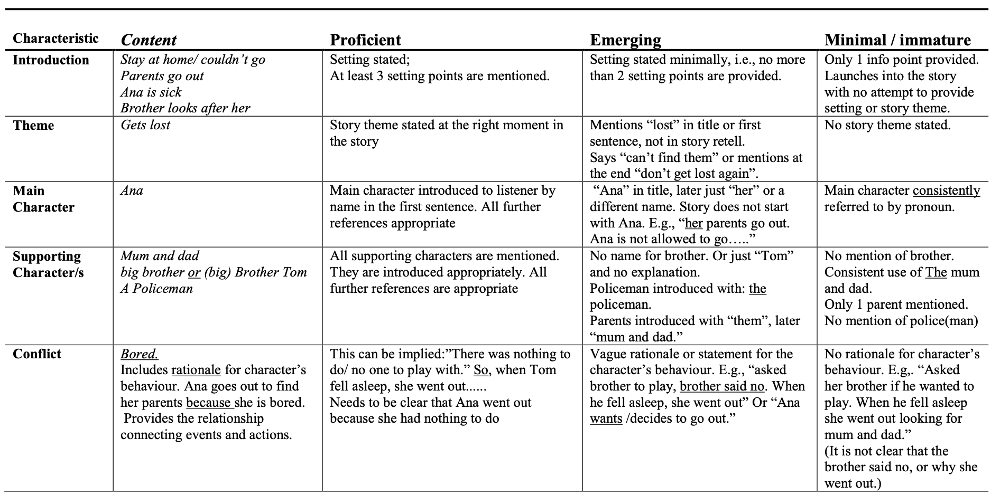 Characteristic Content Proficient Emerging Minimal / immature
Introduction
Stay at home/ couldn’t go
Parents go out
Ana is sick
Brother looks after her
Setting stated;
At least 3 setting points are mentioned.
Setting stated minimally, i.e., no more
than 2 setting points are provided.
Only 1 info point provided.
Launches into the story
with no attempt to provide
setting or story theme.
Theme
Gets lost
Story theme stated at the right moment in
the story
Mentions “lost” in title or first
sentence, not in story retell.
Says “can’t find them” or mentions at
the end “don’t get lost again”.
No story theme stated.
Main
Character
Ana
Main character introduced to listener by
name in the first sentence. All further
references appropriate
“Ana” in title, later just “her” or a
different name. Story does not start
with Ana. E.g., “her parents go out.
Ana is not allowed to go…..”
Main character consistently
referred to by pronoun.
Supporting
Character/s
Mum and dad
big brother or (big) Brother Tom
A Policeman
All supporting characters are mentioned.
They are introduced appropriately. All
further references are appropriate
No name for brother. Or just “Tom”
and no explanation.
Policeman introduced with: the
policeman.
Parents introduced with “them”, later
“mum and dad.”
No mention of brother.
Consistent use of The mum
and dad.
Only 1 parent mentioned.
No mention of police(man)
Conflict
Bored.
Includes rationale for character’s
behaviour. Ana goes out to find
her parents because she is bored.
Provides the relationship
connecting events and actions.
This can be implied:”There was nothing to
do/ no one to play with.” So, when Tom
fell asleep, she went out......
Needs to be clear that Ana went out
because she had nothing to do
Vague rationale or statement for the
character’s behaviour. E.g., “asked
brother to play, brother said no. When
he fell asleep, she went out” Or “Ana
wants /decides to go out.”
No rationale for character’s
behaviour. E.g,. “Asked
her brother if he wanted to
play. When he fell asleep
she went out looking for
mum and dad.”
(It is not clear that the
brother said no, or why she
went out.)